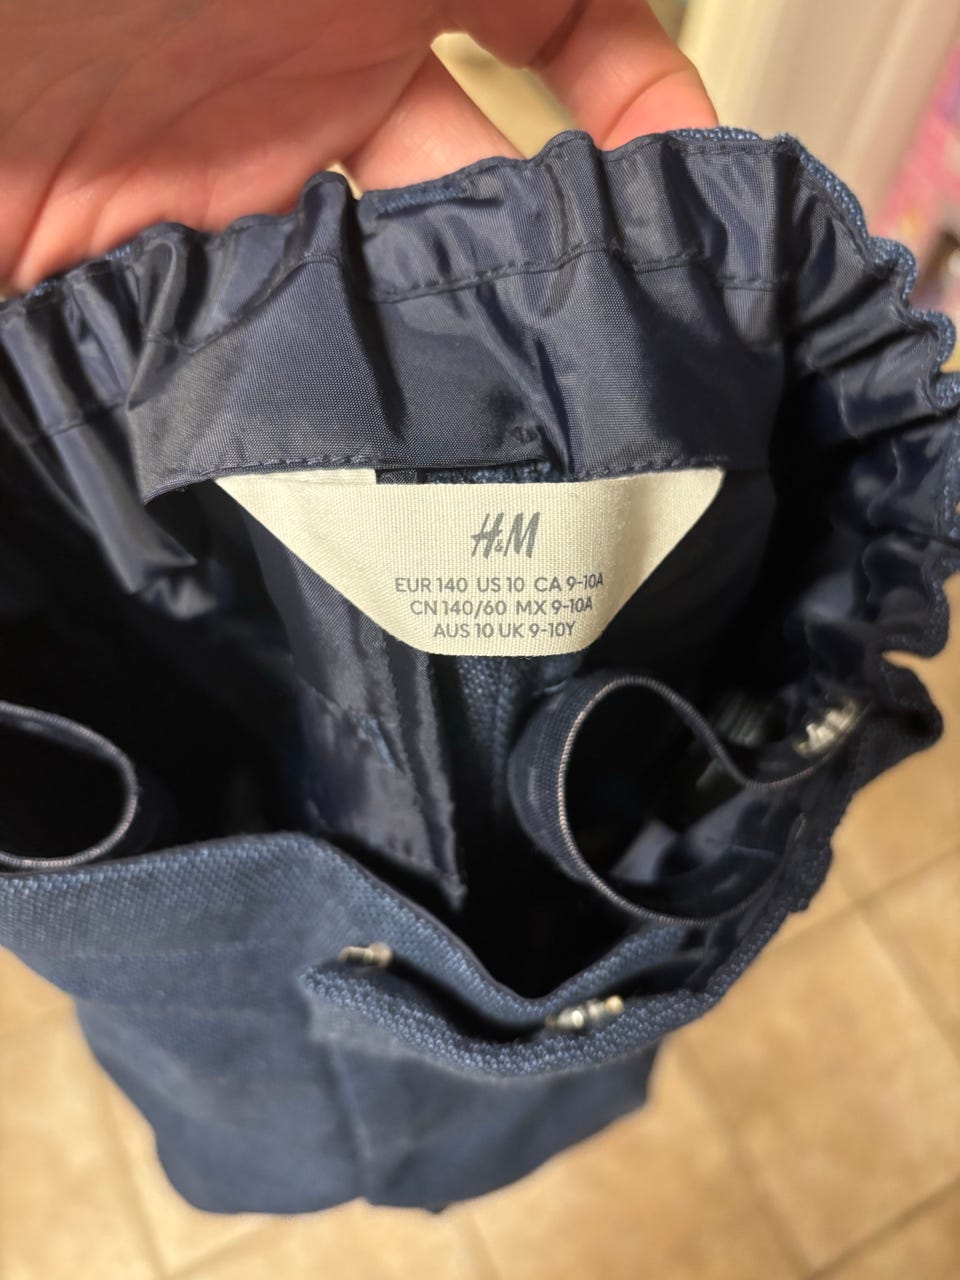 H&M
EUR 140 US 10 CA 9-10A
CN 140/60 MX 9-10A
AUS 10 UK 9-10Y